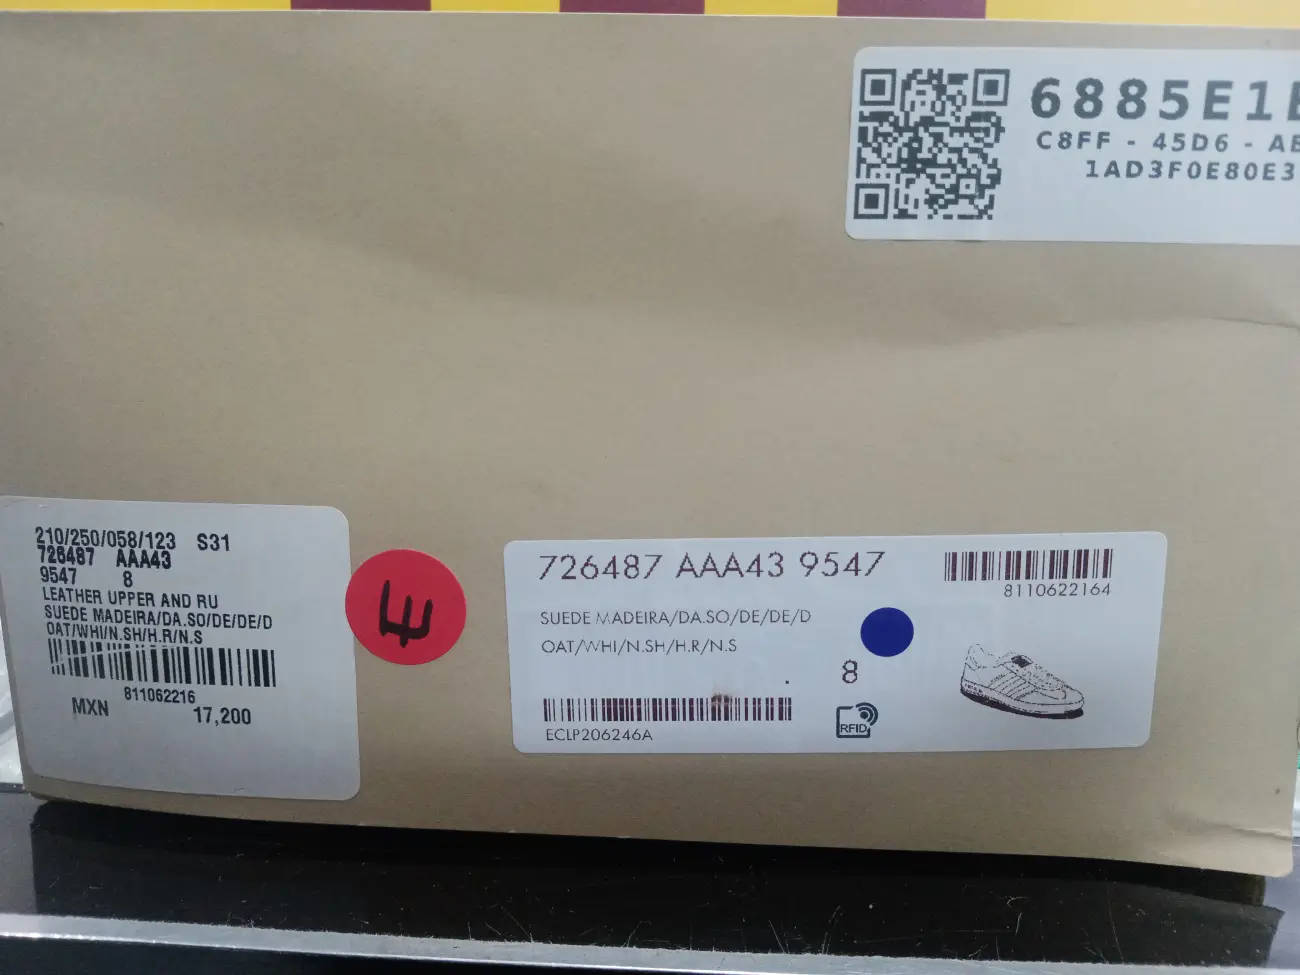 6885E1
C8FF - 45D6 -
1AD3F0E80E3
210/250/058/123 S31
726487 AAA43
9547 8
LEATHER UPPER AND RU
SUEDE MADEIRA/DA.SO/DE/DE/D
OAT/WHI/N.SH/H.R/N.S
811062216
MXN 17,200
726487 AAA43 9547
8110622164
SUEDE MADEIRA/DA.SO/DE/DE/D
OAT/WHI/N.SH/H.R/N.S
8
RFID
ECLP206246A